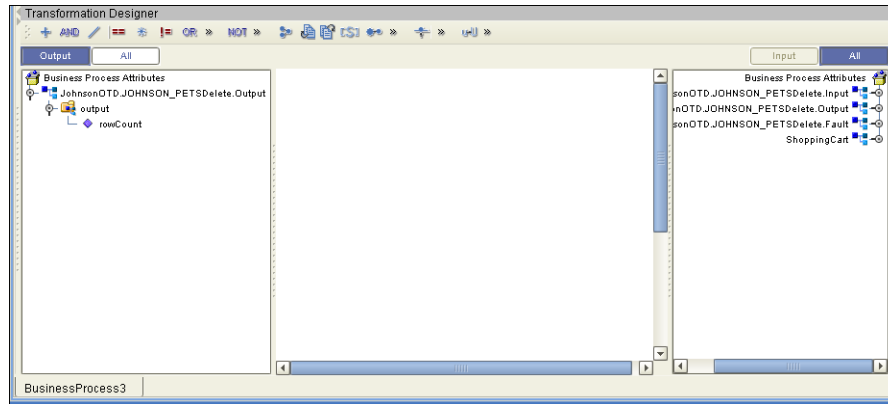 Transformation Designer
+ AND / == != OR » NOT » {S} » »
Output All Input All
Business Process Attributes
JohnsonOTD.JOHNSON_PETSDelete.Output
output
rowCount
Business Process Attributes
sonOTD.JOHNSON_PETSDelete.Input
nOTD.JOHNSON_PETSDelete.Output
sonOTD.JOHNSON_PETSDelete.Fault
ShoppingCart
BusinessProcess3